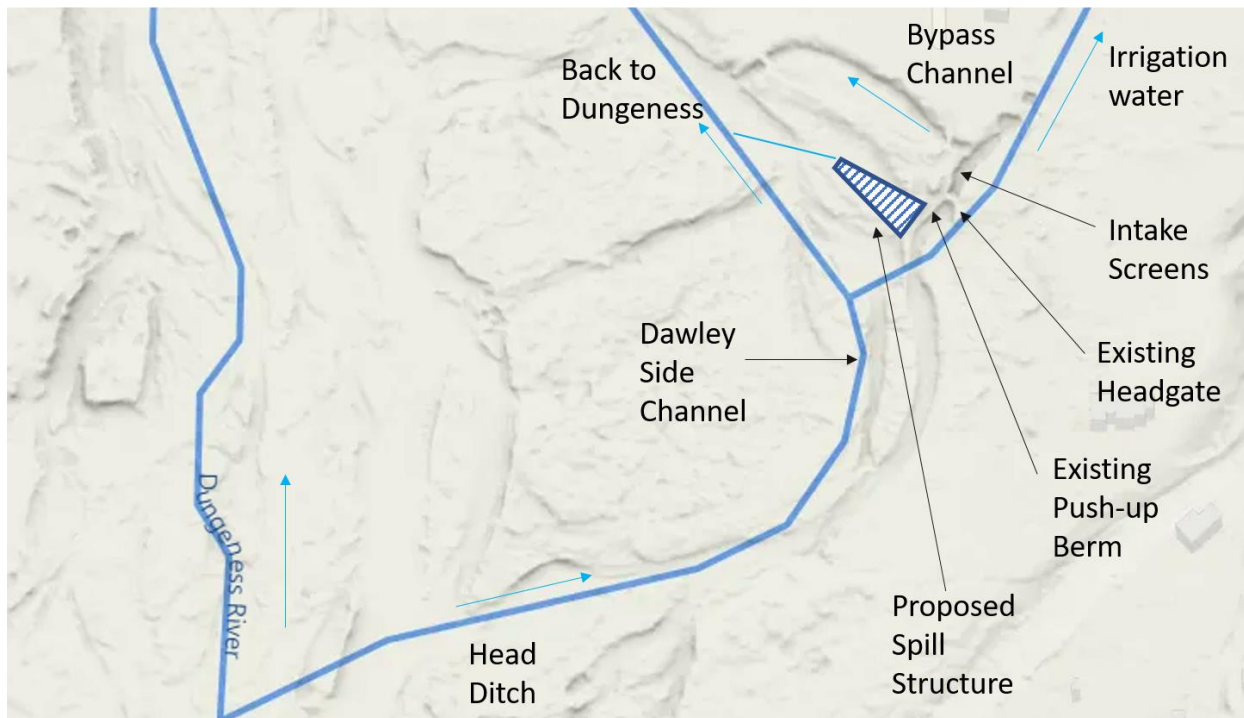 Bypass
Channel
Irrigation
water
Back to
Dungeness
Intake
Screens
Dawley
Side
Channel
Existing
Headgate
Existing
Push-up
Berm
Dungeness River
Proposed
Spill
Structure
Head
Ditch